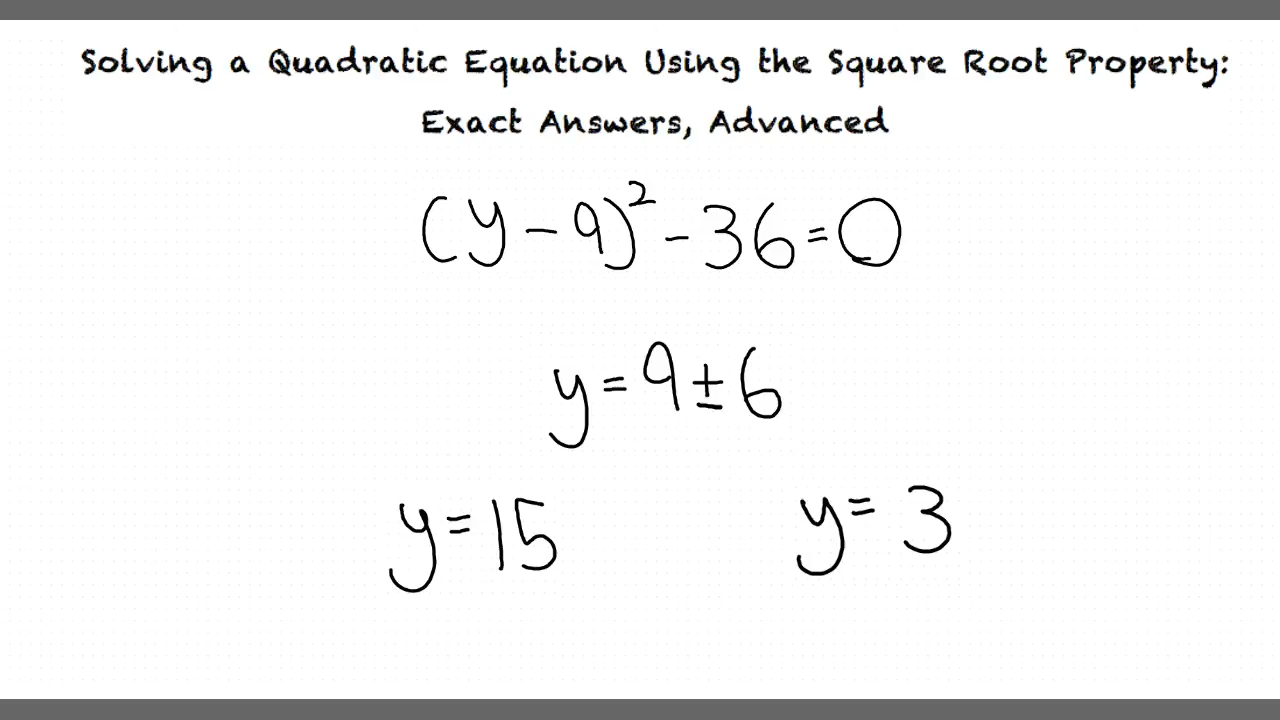 Solving a Quadratic Equation Using the Square Root Property:
Exact Answers, Advanced
(y - 9)² - 36 = 0
y = 9 ± 6
y = 15 y = 3